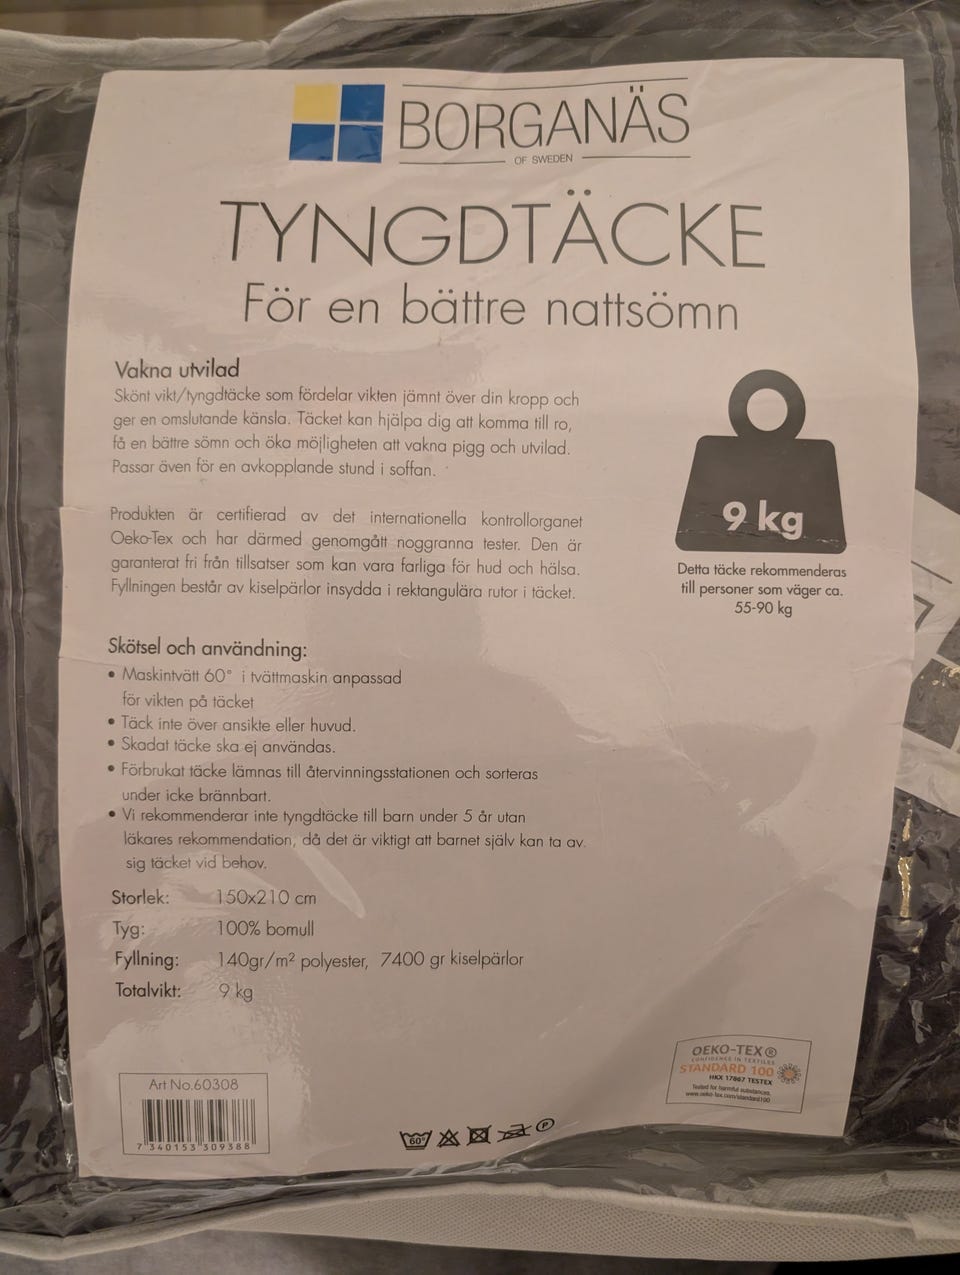 BORGANÄS
OF SWEDEN
TYNGDTÄCKE
För en bättre nattsömn
Vakna utvilad
Skönt vikt/tyngdtäcke som fördelar vikten jämnt över din kropp och
ger en omslutande känsla. Täcket kan hjälpa dig att komma till ro,
få en bättre sömn och öka möjligheten att vakna pigg och utvilad.
Passar även för en avkopplande stund i soffan.
Produkten är certifierad av det internationella kontrollorganet
Oeko-Tex och har därmed genomgått noggranna tester. Den är
garanterat fri från tillsatser som kan vara farliga för hud och hälsa.
Fyllningen består av kiselpärlor insydda i rektangulära rutor i täcket.
9 kg
Detta täcke rekommenderas
till personer som väger ca.
55-90 kg
Skötsel och användning:
• Maskintvätt 60° i tvättmaskin anpassad
för vikten på täcket
• Täck inte över ansikte eller huvud.
• Skadat täcke ska ej användas.
• Förbrukat täcke lämnas till återvinningsstationen och sorteras
under icke brännbart.
• Vi rekommenderar inte tyngdtäcke till barn under 5 år utan
läkares rekommendation, då det är viktigt att barnet själv kan ta av
sig täcket vid behov.
Storlek: 150x210 cm
Tyg: 100% bomull
Fyllning: 140gr/m² polyester, 7400 gr kiselpärlor
Totalvikt: 9 kg
OEKO-TEX®
CONFIDENCE IN TEXTILES
STANDARD 100
HKX 17867 TESTEX
Tested for harmful substances.
www.oeko-tex.com/standard100
Art No.60308
7 340153 309388
60°
P